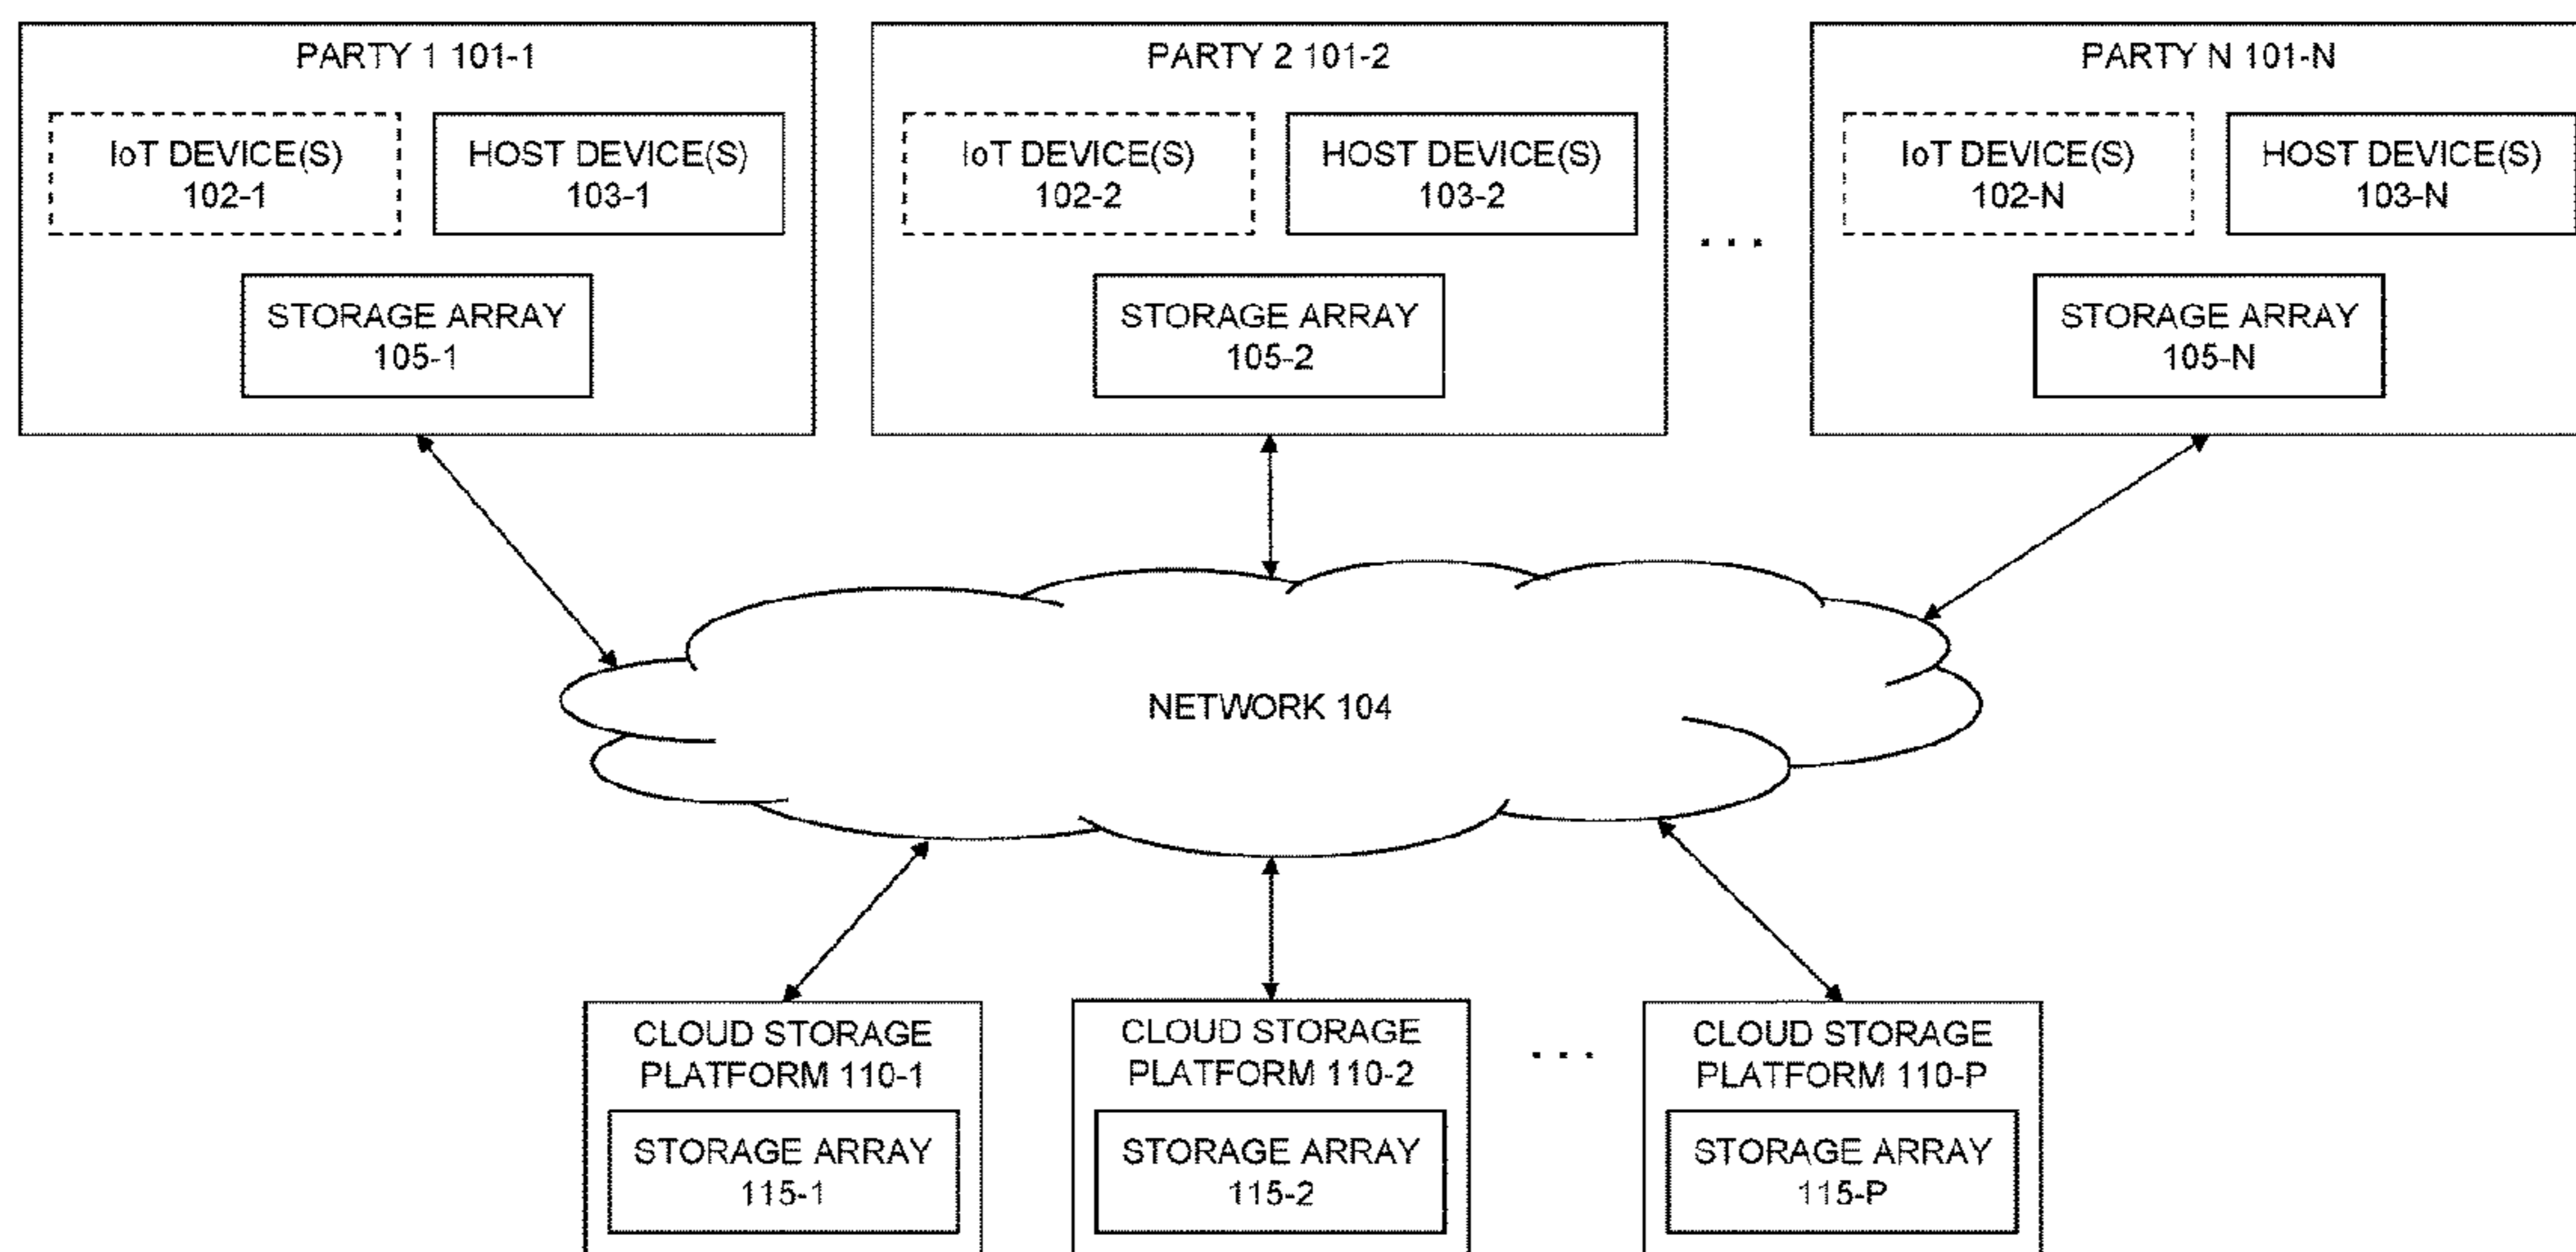 PARTY 1 101-1
IoT DEVICE(S)
102-1
HOST DEVICE(S)
103-1
STORAGE ARRAY
105-1
PARTY 2 101-2
IoT DEVICE(S)
102-2
HOST DEVICE(S)
103-2
STORAGE ARRAY
105-2
...
PARTY N 101-N
IoT DEVICE(S)
102-N
HOST DEVICE(S)
103-N
STORAGE ARRAY
105-N
NETWORK 104
CLOUD STORAGE
PLATFORM 110-1
STORAGE ARRAY
115-1
CLOUD STORAGE
PLATFORM 110-2
STORAGE ARRAY
115-2
...
CLOUD STORAGE
PLATFORM 110-P
STORAGE ARRAY
115-P